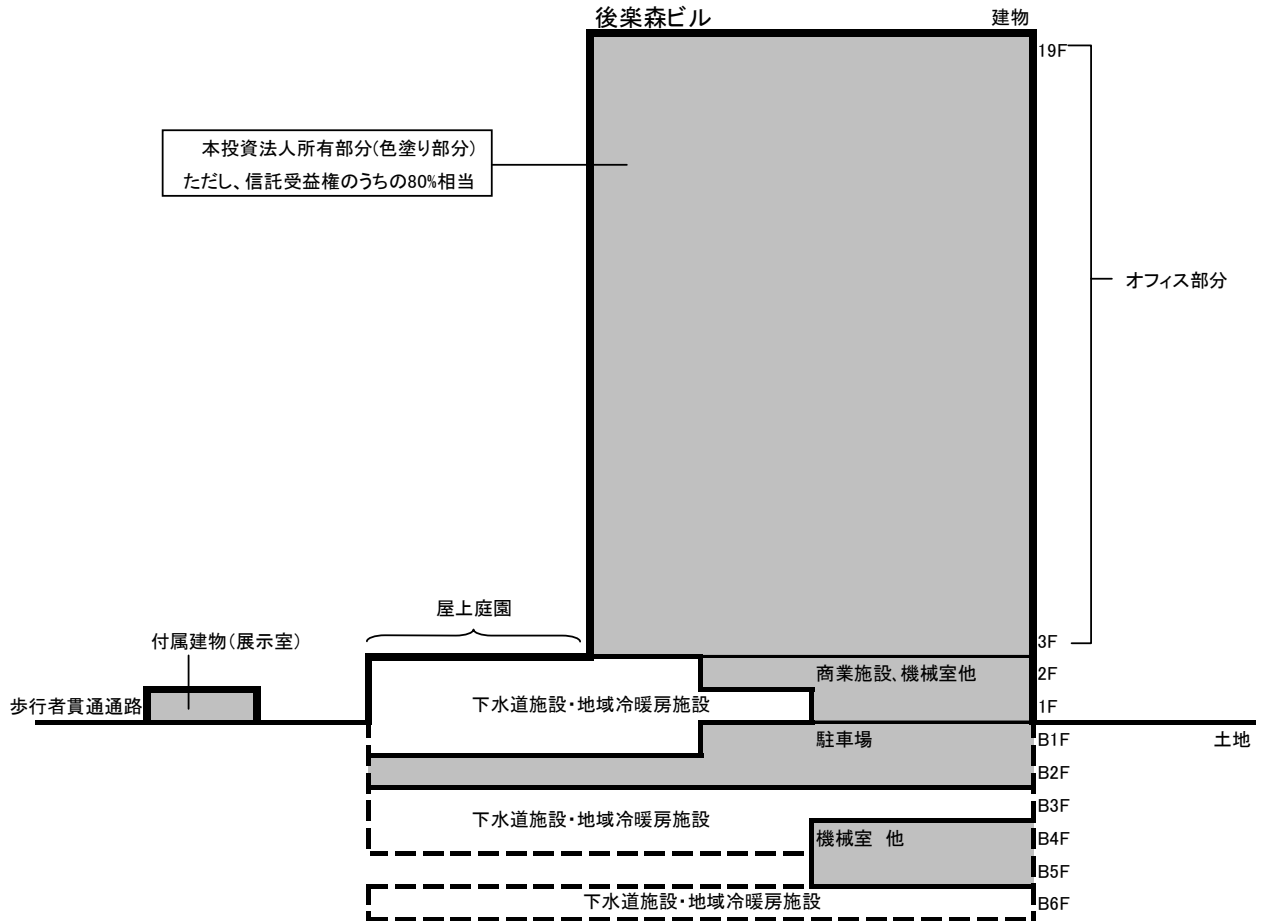 後楽森ビル
建物
19F
本投資法人所有部分(色塗り部分)
ただし、信託受益権のうちの80%相当
オフィス部分
屋上庭園
3F
付属建物(展示室)
商業施設、機械室他
2F
歩行者貫通通路
下水道施設・地域冷暖房施設
1F
駐車場
B1F
土地
B2F
下水道施設・地域冷暖房施設
B3F
機械室 他
B4F
B5F
下水道施設・地域冷暖房施設
B6F